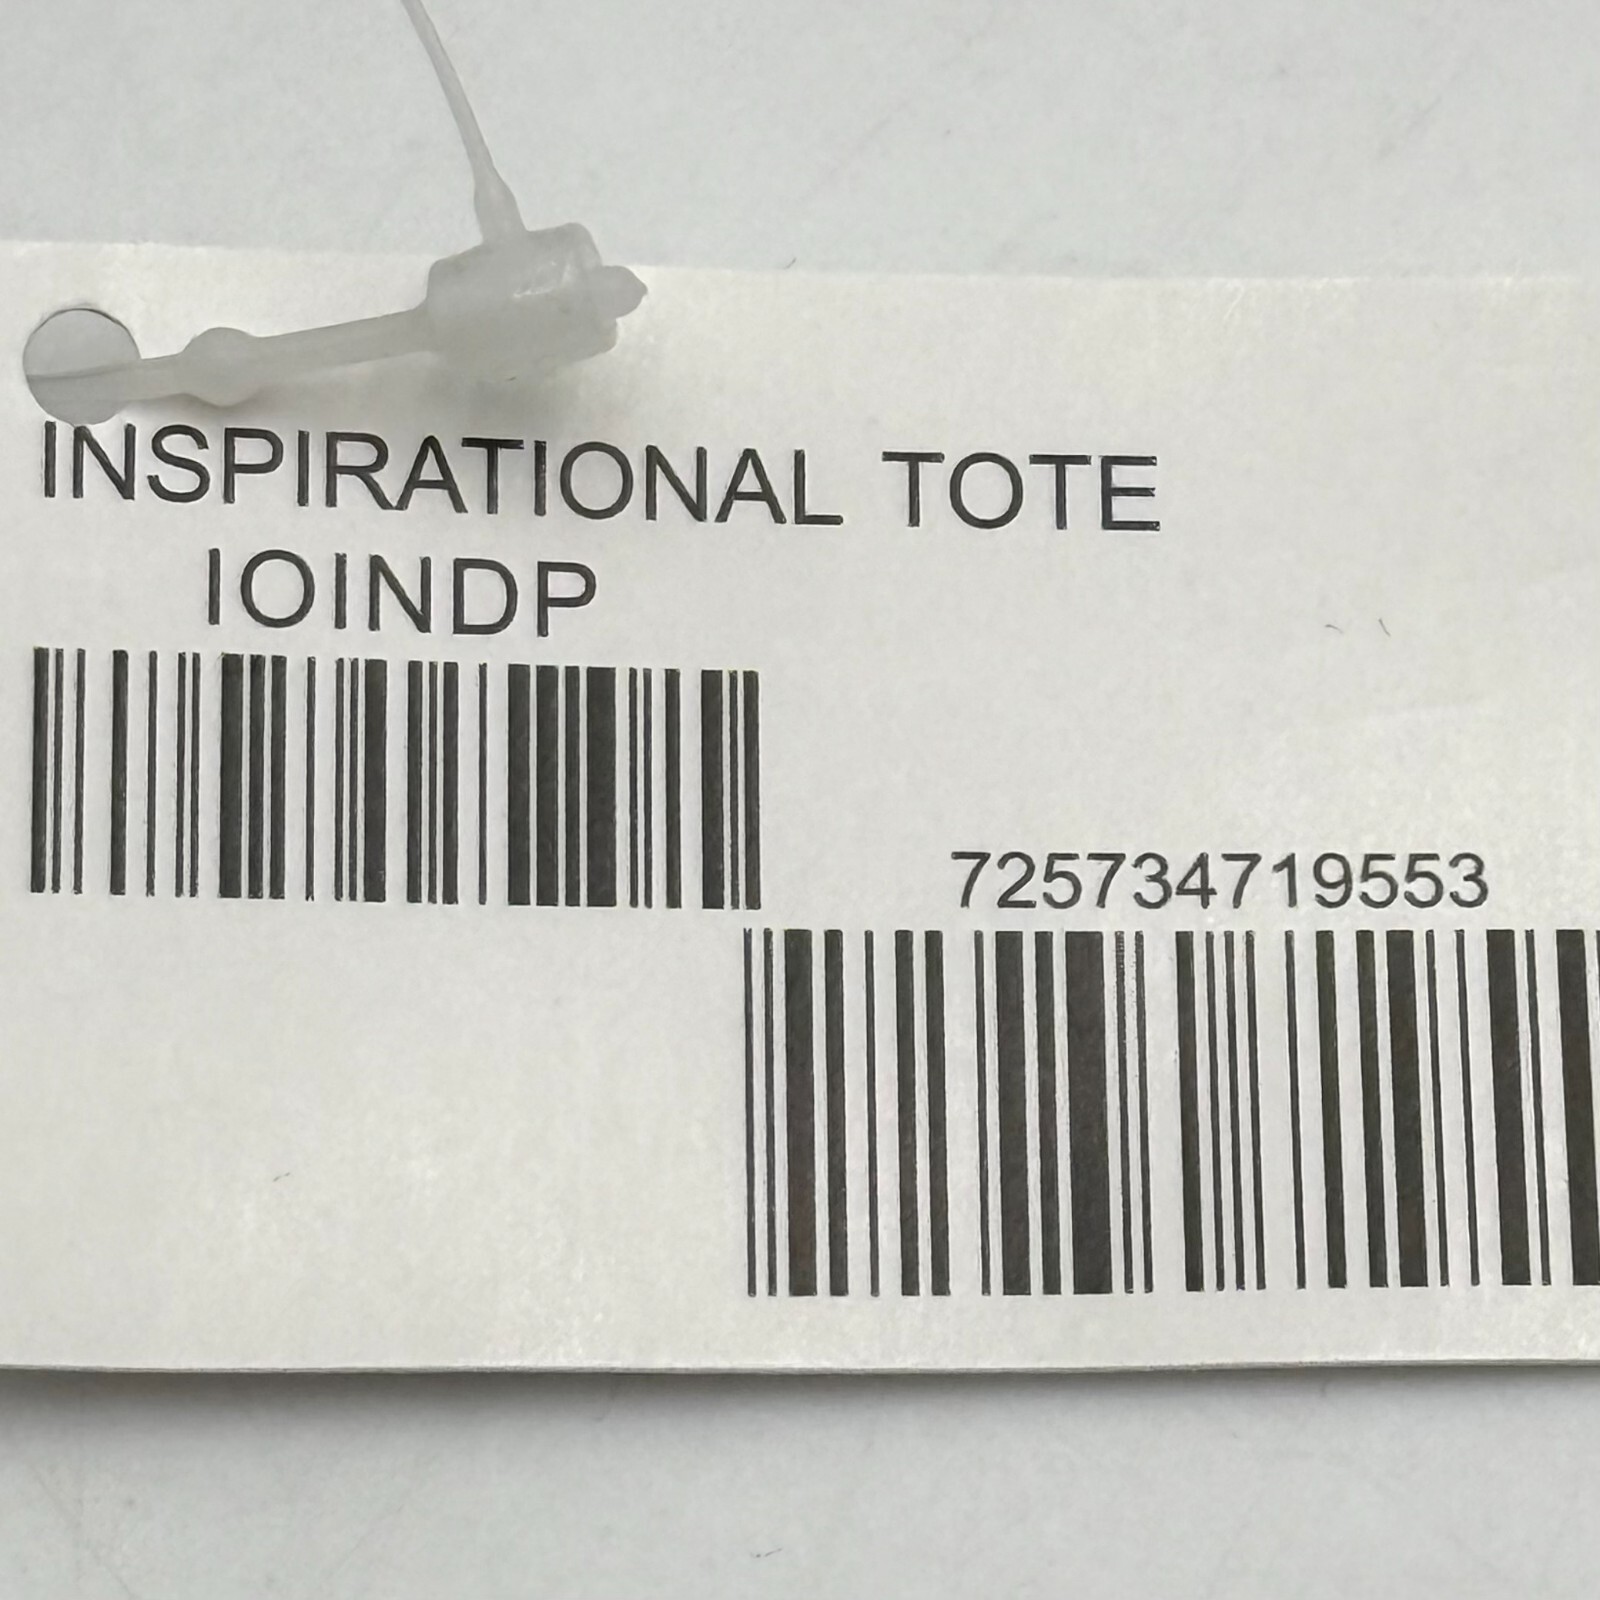 INSPIRATIONAL TOTE
IOINDP
725734719553